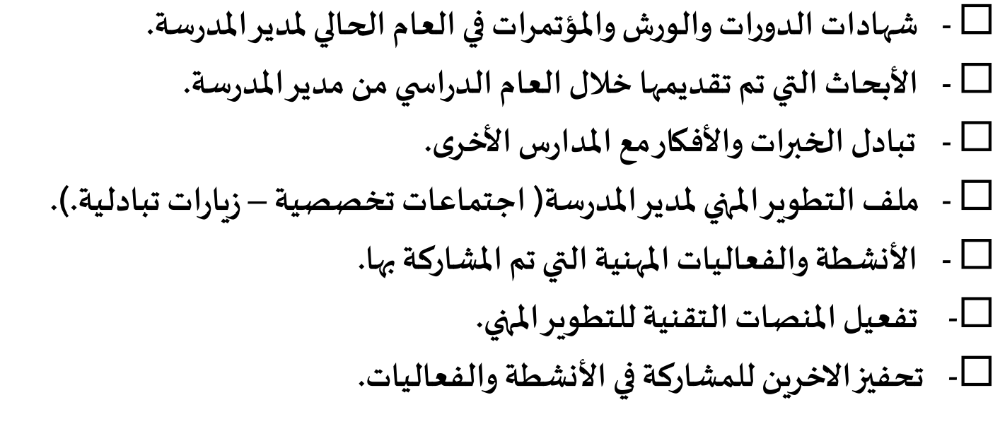 ☐ - شهادات الدورات والورش والمؤتمرات في العام الحالي لمدير المدرسة.
☐ - الأبحاث التي تم تقديمها خلال العام الدراسي من مدير المدرسة.
☐ - تبادل الخبرات والأفكار مع المدارس الأخرى.
☐ - ملف التطوير المهني لمدير المدرسة( اجتماعات تخصصية – زيارات تبادلية.).
☐ - الأنشطة والفعاليات المهنية التي تم المشاركة بها.
☐- تفعيل المنصات التقنية للتطوير المهني.
☐- تحفيز الاخرين للمشاركة في الأنشطة والفعاليات.